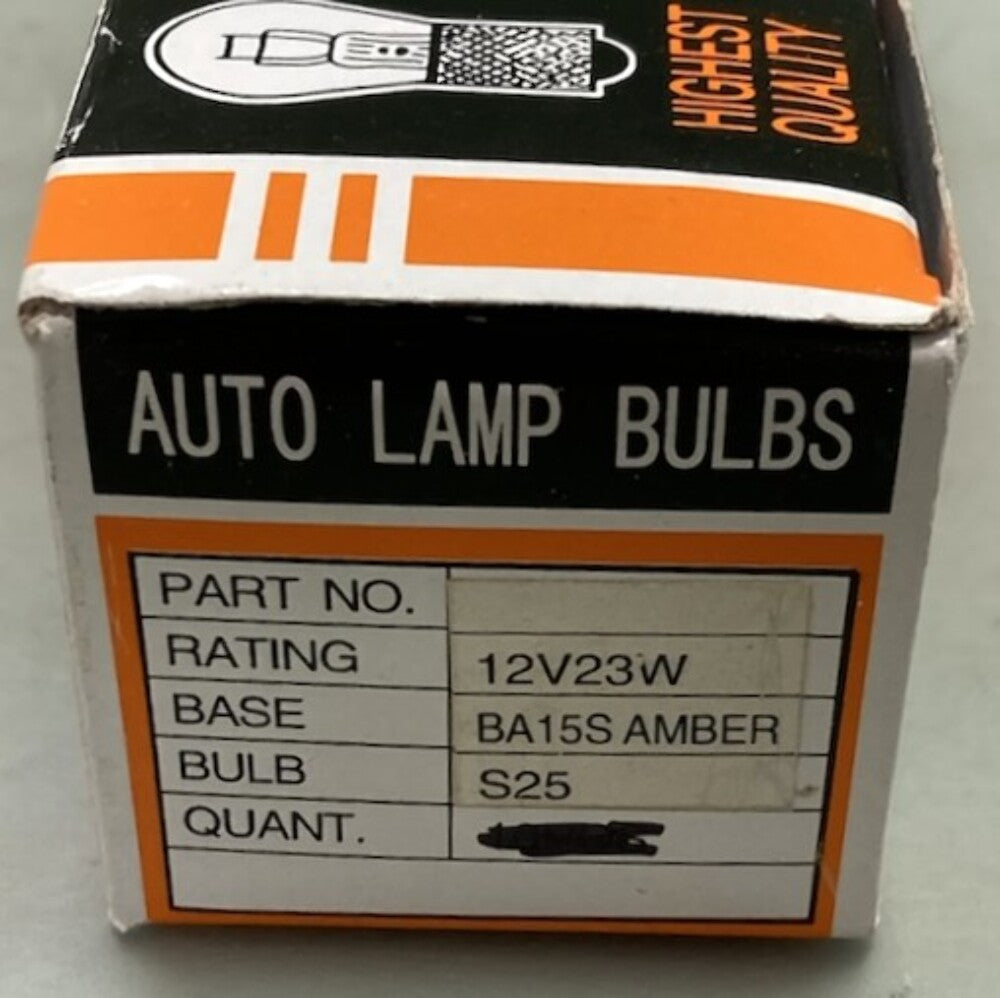 HIGHEST
QUALITY
AUTO LAMP BULBS
PART NO.
RATING 12V23W
BASE BA15S AMBER
BULB S25
QUANT.